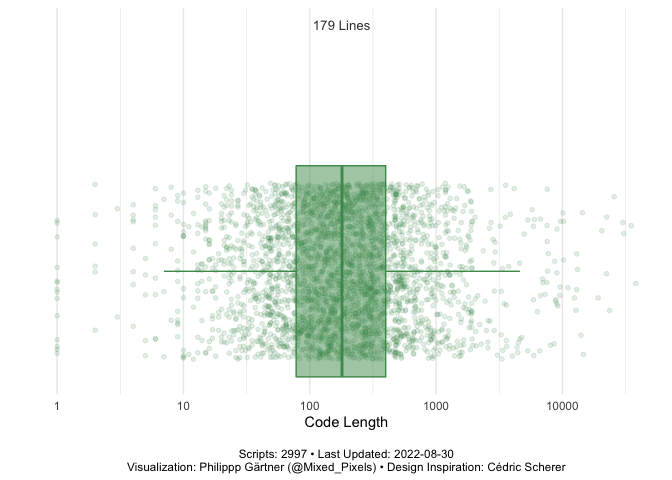 179 Lines
1 10 100 1000 10000
Code Length
Scripts: 2997 • Last Updated: 2022-08-30
Visualization: Philippp Gärtner (@Mixed_Pixels) • Design Inspiration: Cédric Scherer